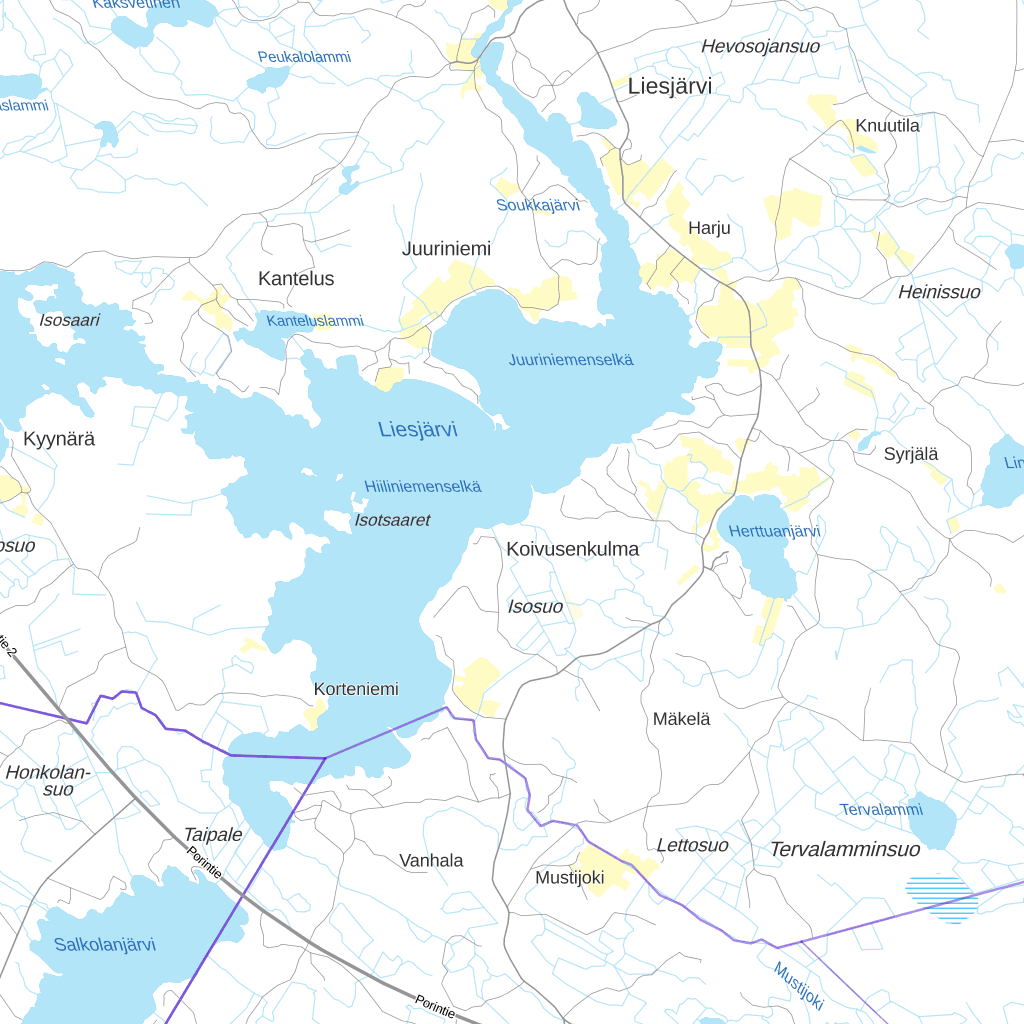 Kaksvetinen
Hevosojansuo
Peukalolammi
Liesjärvi
Knuutila
Soukkajärvi
Harju
Juuriniemi
Kantelus
Heinissuo
Isosaari
Kanteluslammi
Juuriniemenselkä
Liesjärvi
Kyynärä
Syrjälä
Hiiliniemenselkä
Isotsaaret
Herttuanjärvi
Koivusenkulma
Isosuo
Korteniemi
Mäkelä
Honkolan-
suo
Tervalammi
Taipale
Lettosuo
Tervalamminsuo
Porintie
Vanhala
Mustijoki
Salkolanjärvi
Mustijoki
Porintie